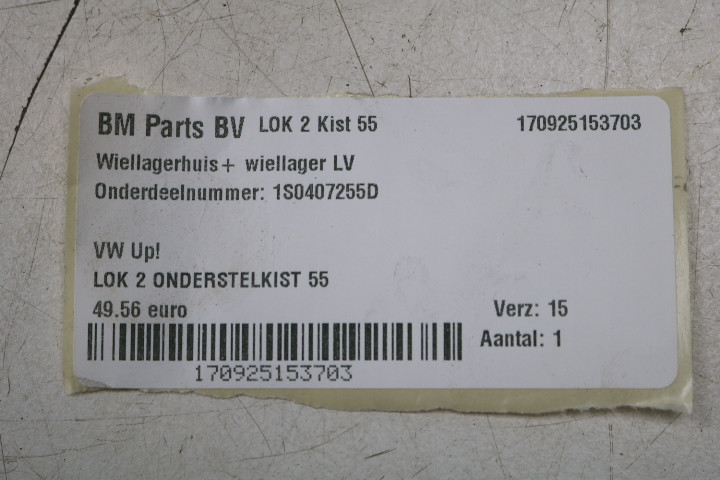 BM Parts BV LOK 2 Kist 55 170925153703
Wiellagerhuis+ wiellager LV
Onderdeelnummer: 1S0407255D
VW Up!
LOK 2 ONDERSTELKIST 55
49.56 euro Verz: 15
Aantal: 1
170925153703